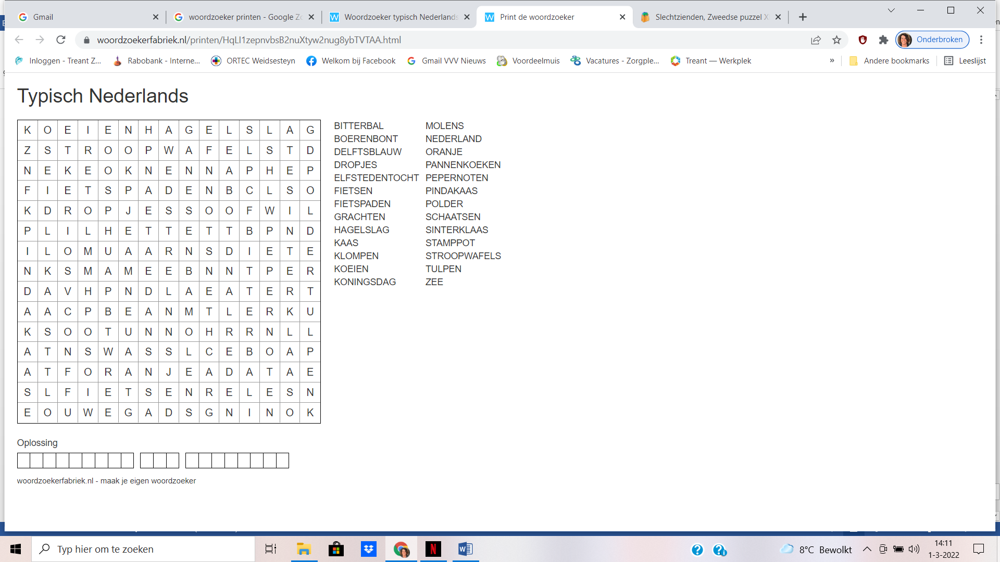 Gmail
woordzoeker printen - Google Zo
Woordzoeker typisch Nederlands
Print de woordzoeker
Slechtzienden, Zweedse puzzel X
woordzoekerfabriek.nl/printen/HqLI1zepnvbsB2nuXtyw2nug8ybTVTAA.html
Onderbroken
Inloggen - Treant Z...
Rabobank - Interne...
ORTEC Weidsesteyn
Welkom bij Facebook
Gmail VVV Nieuws
Voordeelmuis
Vacatures - Zorgple...
Treant — Werkplek
»
Andere bookmarks
Leeslijst
Typisch Nederlands
K O E I E N H A G E L S L A G
Z S T R O O P W A F E L S T D
N E K E O K N E N N A P H E P
F I E T S P A D E N B C L S O
K D R O P J E S S O O F W I L
P L I L H E T T E T T B P N D
I L O M U A A R N S D I E T E
N K S M A M E E B N N T P E R
D A V H P N D L A E A T E R T
A A C P B E A N M T L E R K U
K S O O T U N N O H R R N L L
A T N S W A S S L C E B O A P
A T F O R A N J E A D A T A E
S L F I E T S E N R E L E S N
E O U W E G A D S G N I N O K
BITTERBAL
BOERENBONT
DELFTSBLAUW
DROPJES
ELFSTEDENTOCHT
FIETSEN
FIETSPADEN
GRACHTEN
HAGELSLAG
KAAS
KLOMPEN
KOEIEN
KONINGSDAG
MOLENS
NEDERLAND
ORANJE
PANNENKOEKEN
PEPERNOTEN
PINDAKAAS
POLDER
SCHAATSEN
SINTERKLAAS
STAMPPOT
STROOPWAFELS
TULPEN
ZEE
Oplossing
woordzoekerfabriek.nl - maak je eigen woordzoeker
Typ hier om te zoeken
8°C Bewolkt
14:11
1-3-2022